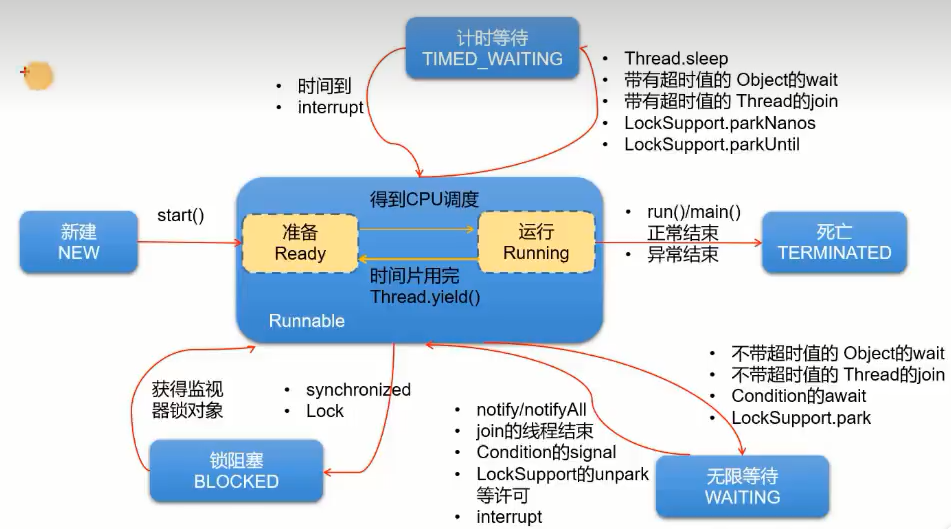 计时等待
TIMED_WAITING
• 时间到
• interrupt
• Thread.sleep
• 带有超时值的 Object的wait
• 带有超时值的 Thread的join
• LockSupport.parkNanos
• LockSupport.parkUntil
新建
NEW
start()
得到CPU调度
准备
Ready
运行
Running
时间片用完
Thread.yield()
Runnable
• run()/main()
正常结束
• 异常结束
死亡
TERMINATED
获得监视
器锁对象
• synchronized
• Lock
锁阻塞
BLOCKED
• notify/notifyAll
• join的线程结束
• Condition的signal
• LockSupport的unpark
等许可
• interrupt
• 不带超时值的 Object的wait
• 不带超时值的 Thread的join
• Condition的await
• LockSupport.park
无限等待
WAITING